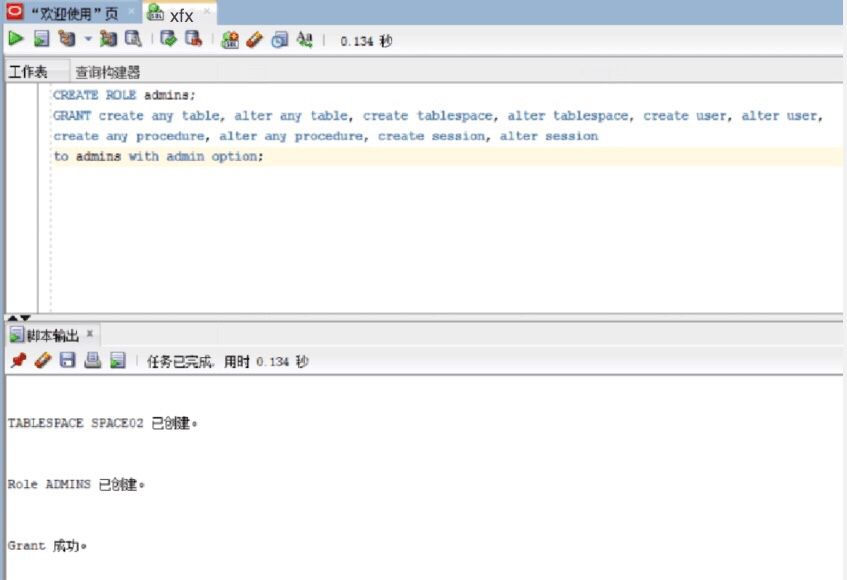 “欢迎使用”页 xfx
0.134 秒
工作表 查询构建器
CREATE ROLE admins;
GRANT create any table, alter any table, create tablespace, alter tablespace, create user, alter user,
create any procedure, alter any procedure, create session, alter session
to admins with admin option;
脚本输出
任务已完成. 用时 0.134 秒
TABLESPACE SPACE02 已创建。
Role ADMINS 已创建。
Grant 成功。